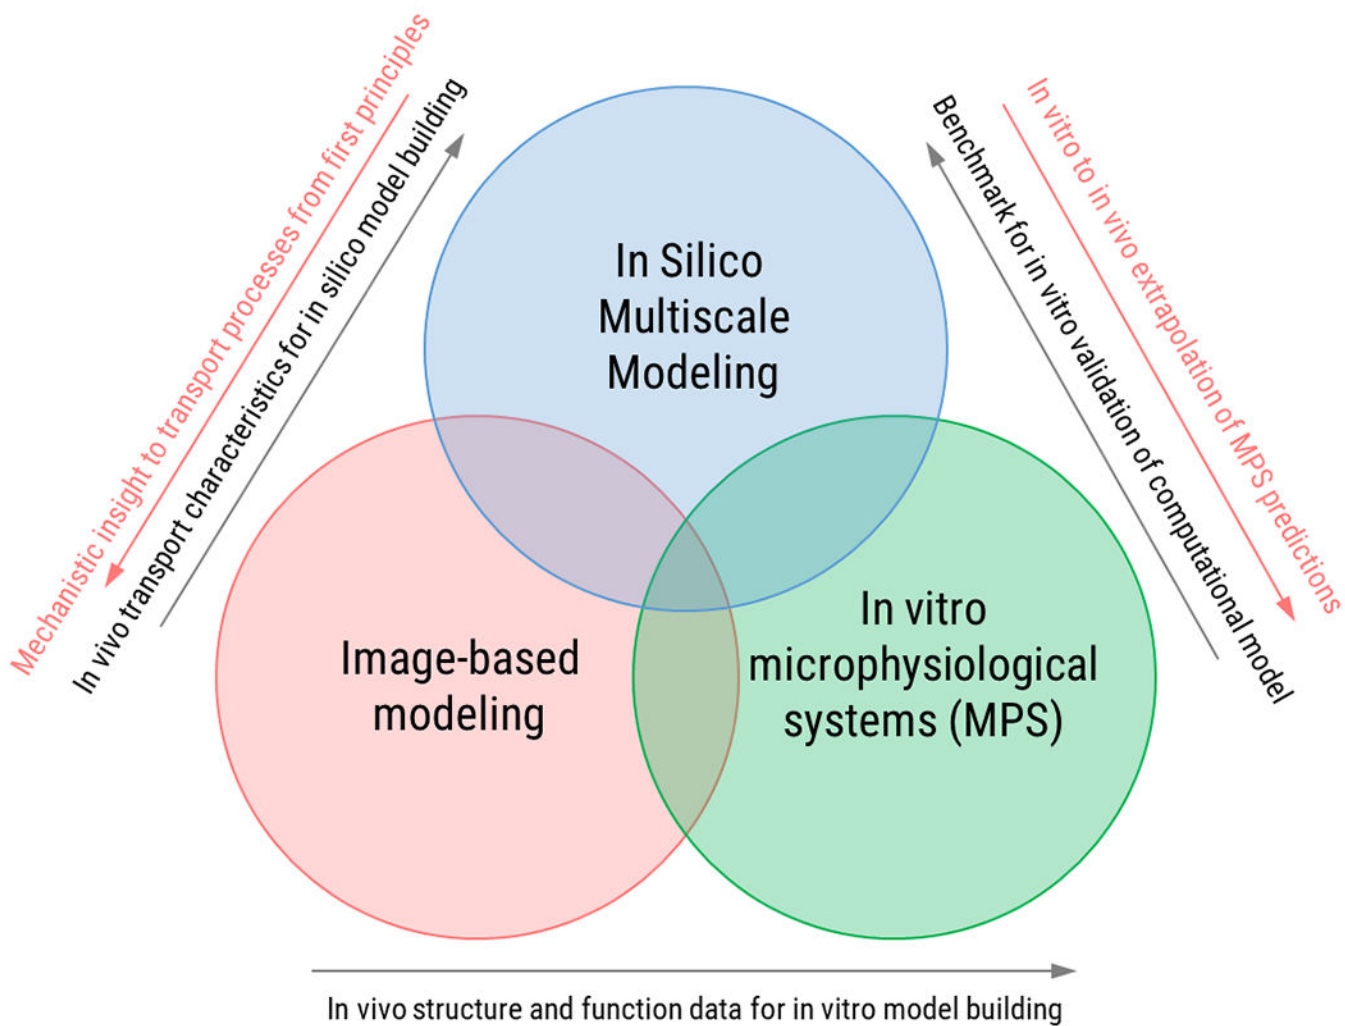 Mechanistic insight to transport processes from first principles
In vivo transport characteristics for in silico model building
Benchmark for in vitro validation of computational model
In vitro to in vivo extrapolation of MPS predictions
In Silico
Multiscale
Modeling
Image-based
modeling
In vitro
microphysiological
systems (MPS)
In vivo structure and function data for in vitro model building